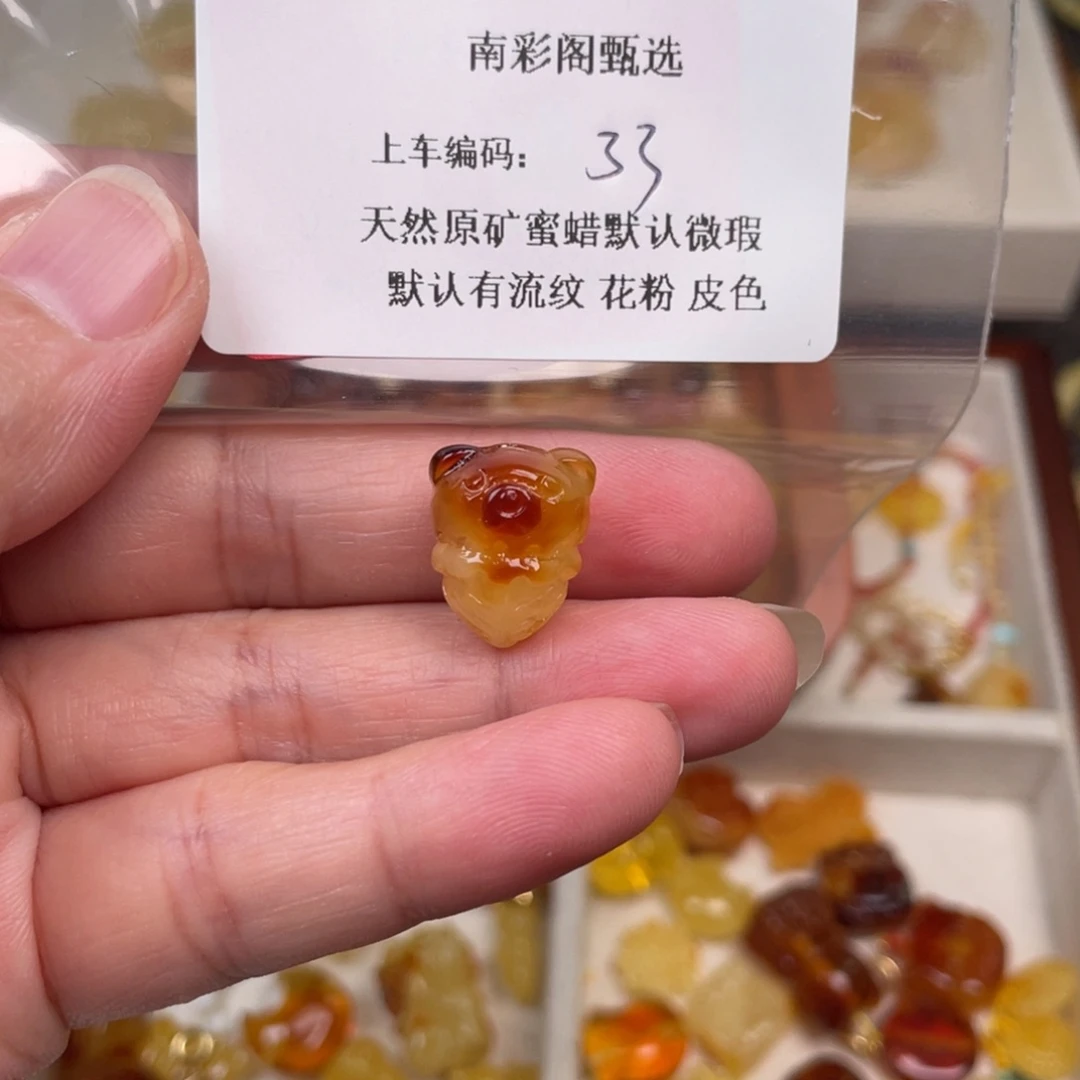 南彩阁甄选
上车编码： 33
天然原矿蜜蜡默认微瑕
默认有流纹 花粉 皮色